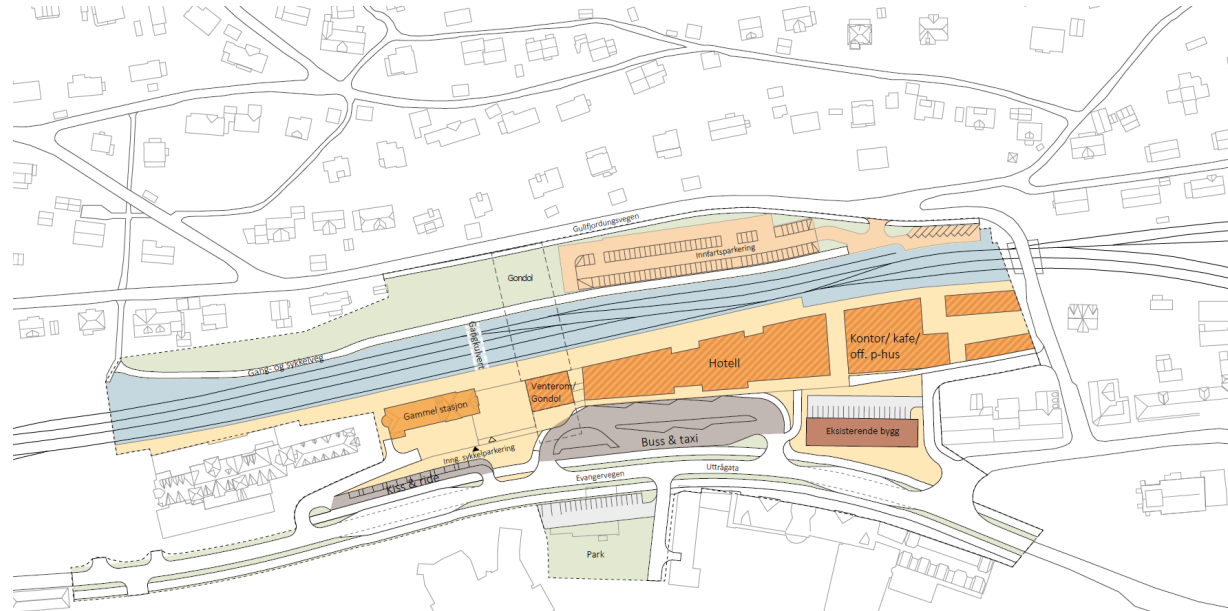 Gullfjordungsvegen
Innfartsparkering
Gondol
Gangkulvert
Gang- og sykkelveg
Kontor/ kafe/
off. p-hus
Hotell
Venterom/
Gondol
Gammel stasjon
Eksisterende bygg
Buss & taxi
Inng. sykkelparkering
Kiss & ride
Uttrågata
Evangervegen
Park